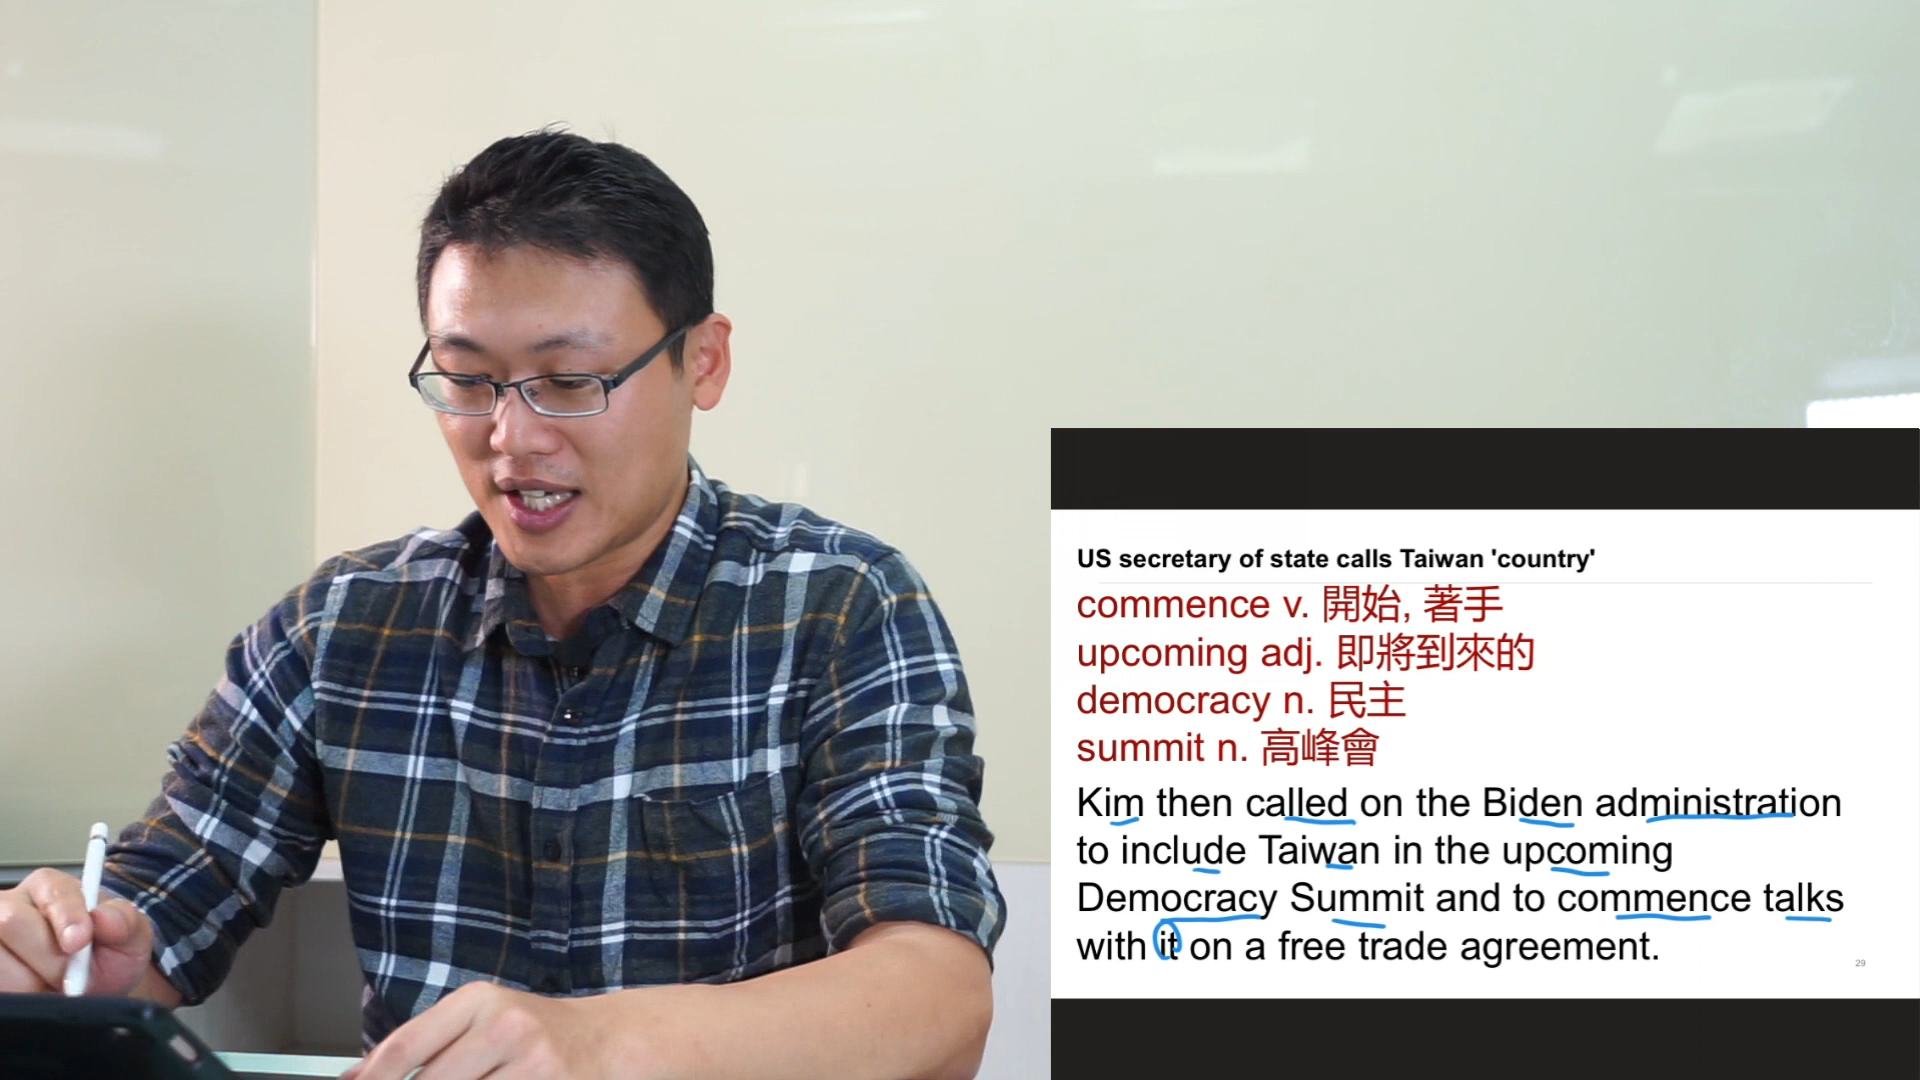 US secretary of state calls Taiwan 'country'
commence v. 開始, 著手
upcoming adj. 即將到來的
democracy n. 民主
summit n. 高峰會
Kim then called on the Biden administration
to include Taiwan in the upcoming
Democracy Summit and to commence talks
with it on a free trade agreement.
29